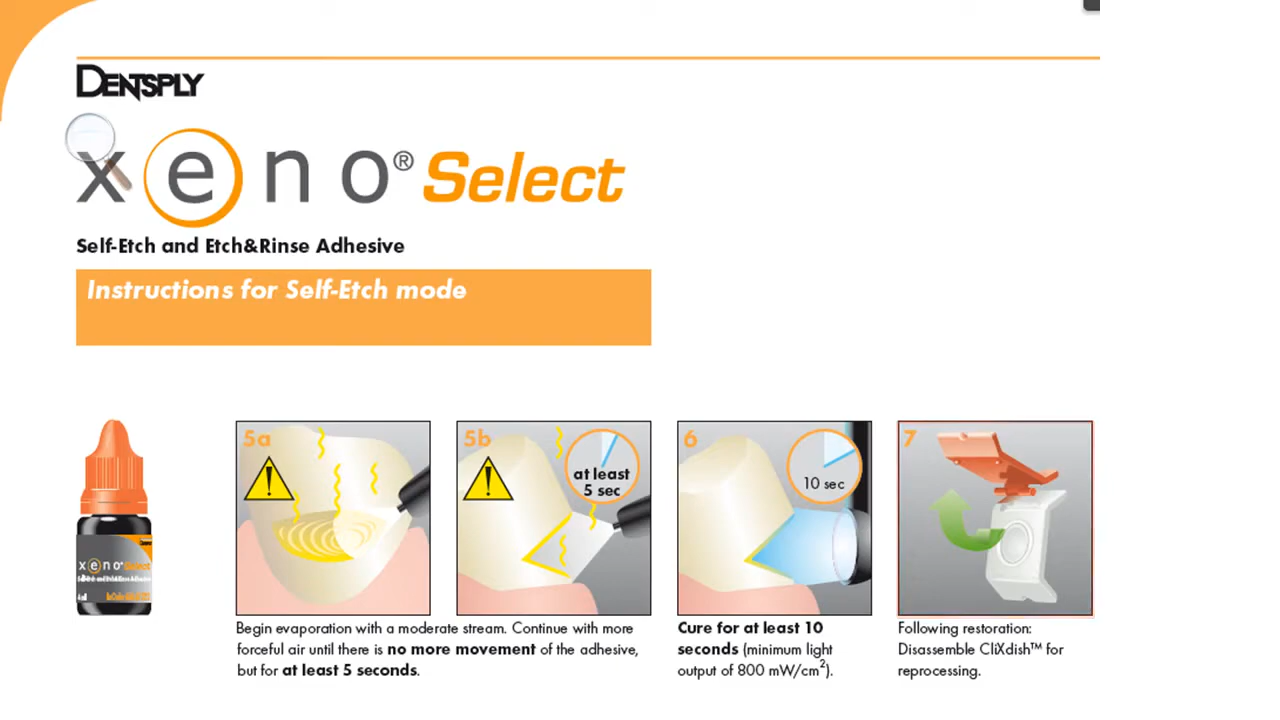 DENTSPLY
xeno® Select
Self-Etch and Etch&Rinse Adhesive
Instructions for Self-Etch mode
5a
5b
at least
5 sec
6
10 sec
7
xeno® Select
Begin evaporation with a moderate stream. Continue with more
forceful air until there is no more movement of the adhesive,
but for at least 5 seconds.
Cure for at least 10
seconds (minimum light
output of 800 mW/cm²).
Following restoration:
Disassemble CliXdish™ for
reprocessing.